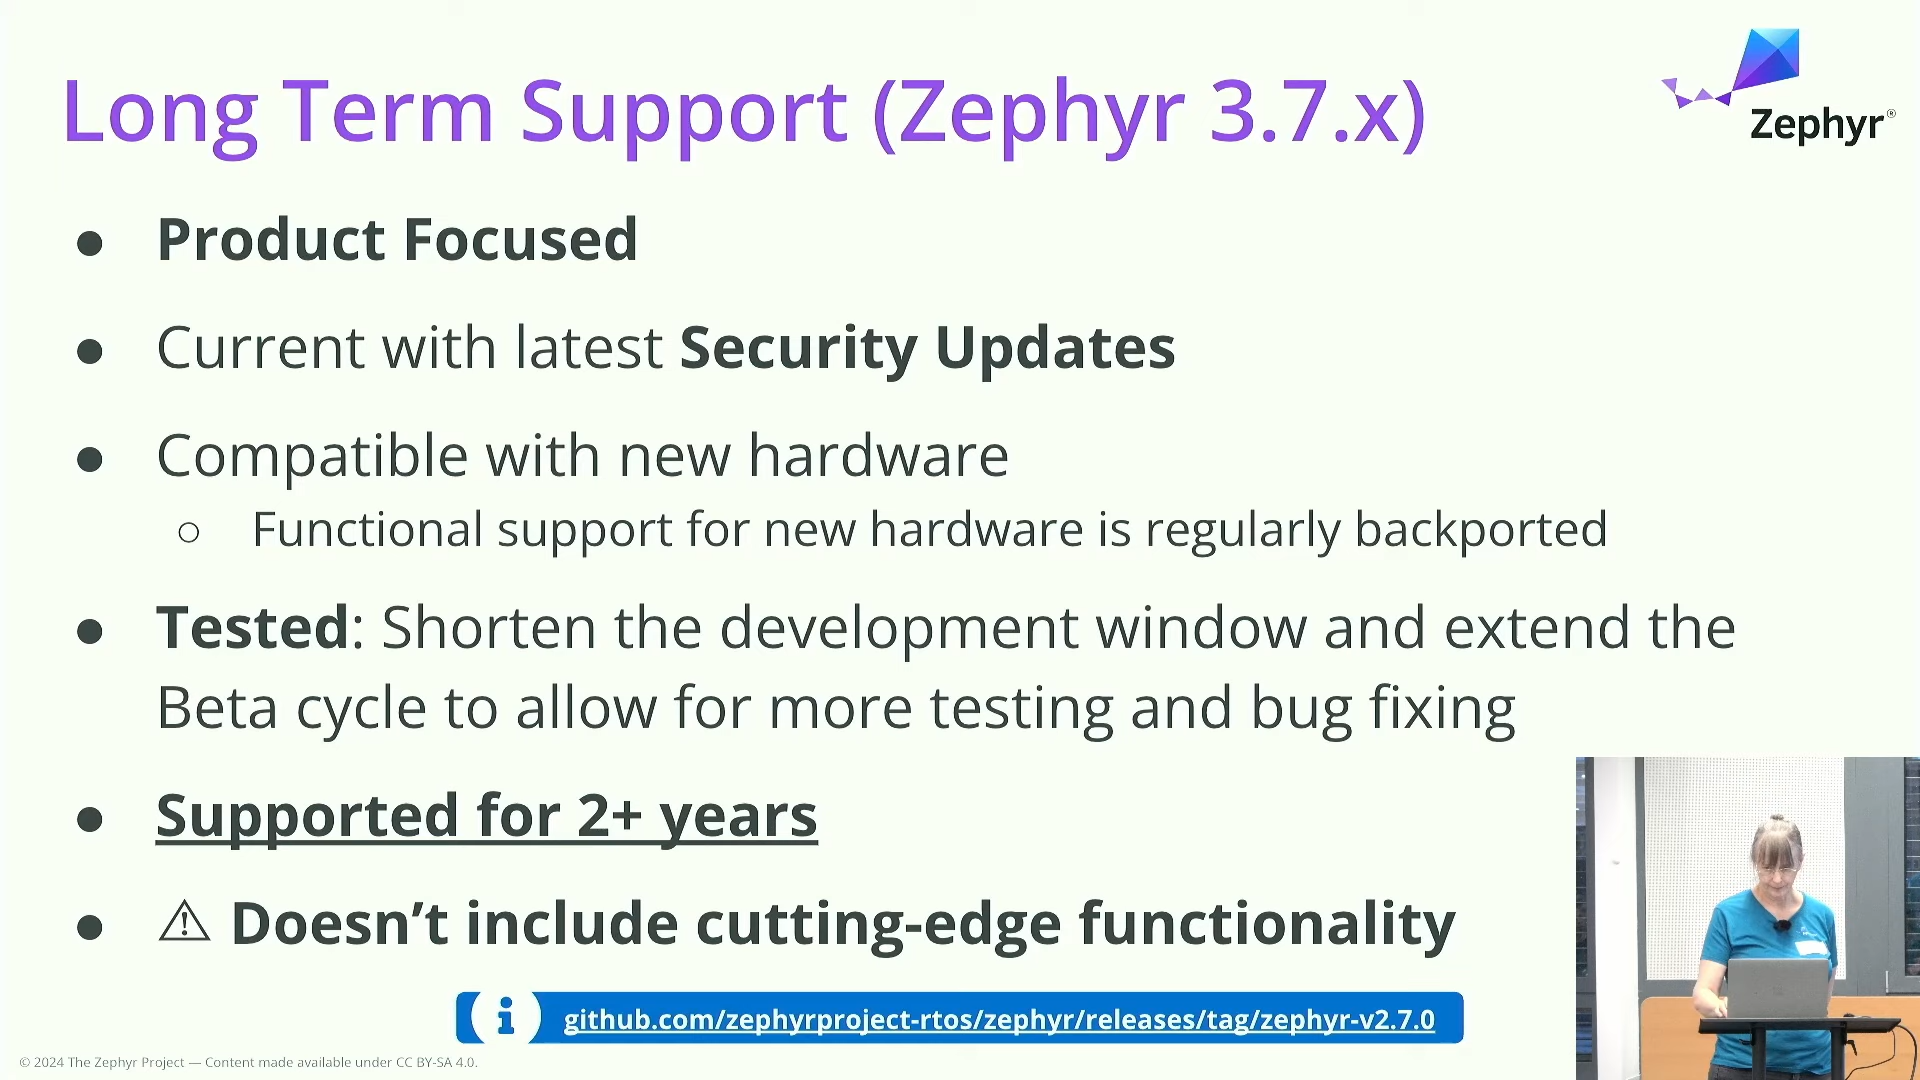 Long Term Support (Zephyr 3.7.x)
Zephyr®
● Product Focused
● Current with latest Security Updates
● Compatible with new hardware
○ Functional support for new hardware is regularly backported
● Tested: Shorten the development window and extend the
Beta cycle to allow for more testing and bug fixing
● Supported for 2+ years
● ⚠ Doesn’t include cutting-edge functionality
github.com/zephyrproject-rtos/zephyr/releases/tag/zephyr-v2.7.0
© 2024 The Zephyr Project — Content made available under CC BY-SA 4.0.